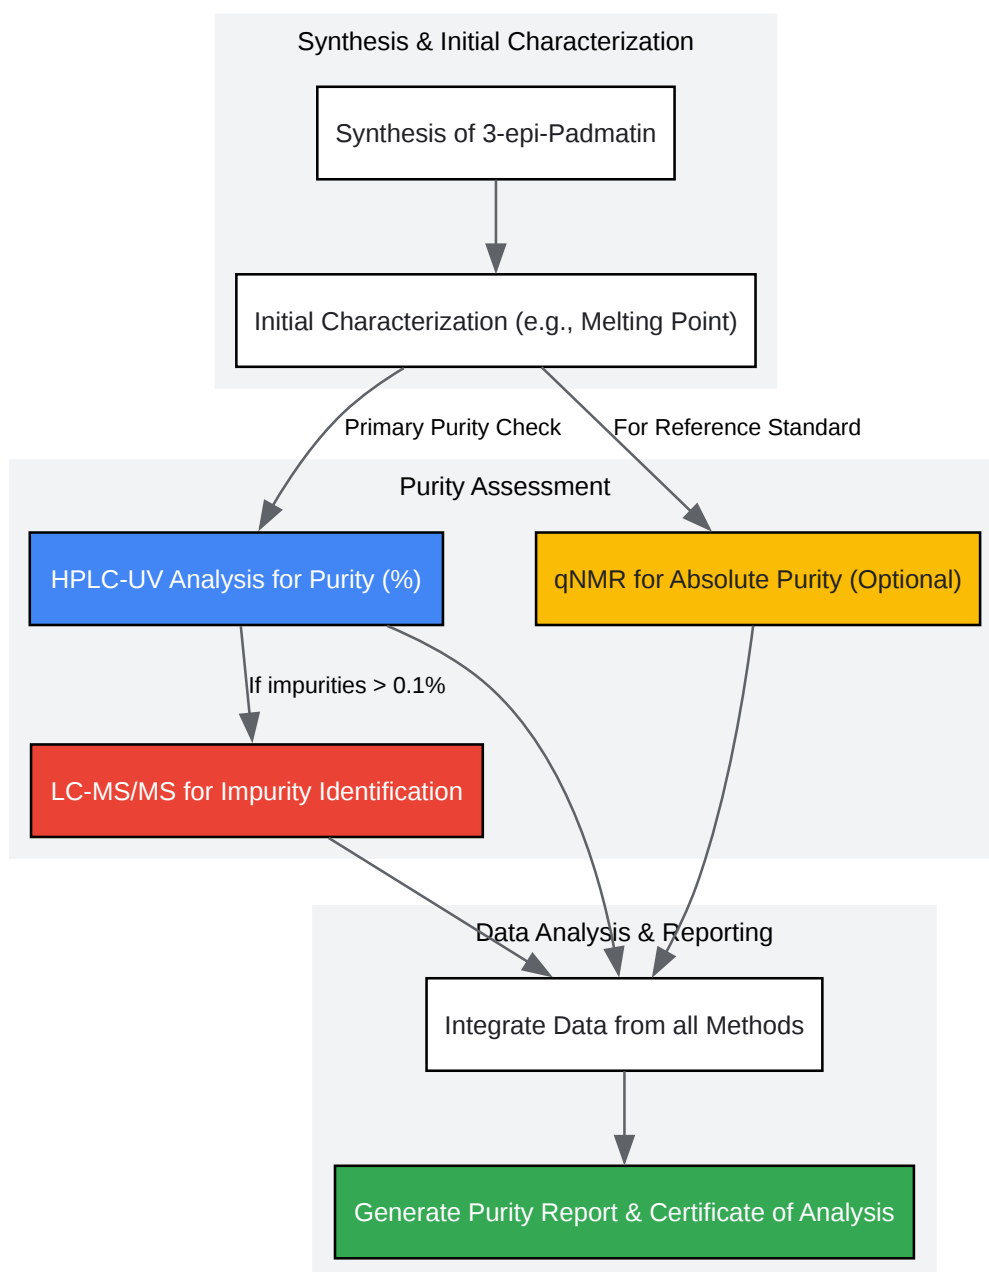 Synthesis & Initial Characterization
Synthesis of 3-epi-Padmatin
Initial Characterization (e.g., Melting Point)
Primary Purity Check
For Reference Standard
Purity Assessment
HPLC-UV Analysis for Purity (%)
qNMR for Absolute Purity (Optional)
If impurities > 0.1%
LC-MS/MS for Impurity Identification
Data Analysis & Reporting
Integrate Data from all Methods
Generate Purity Report & Certificate of Analysis